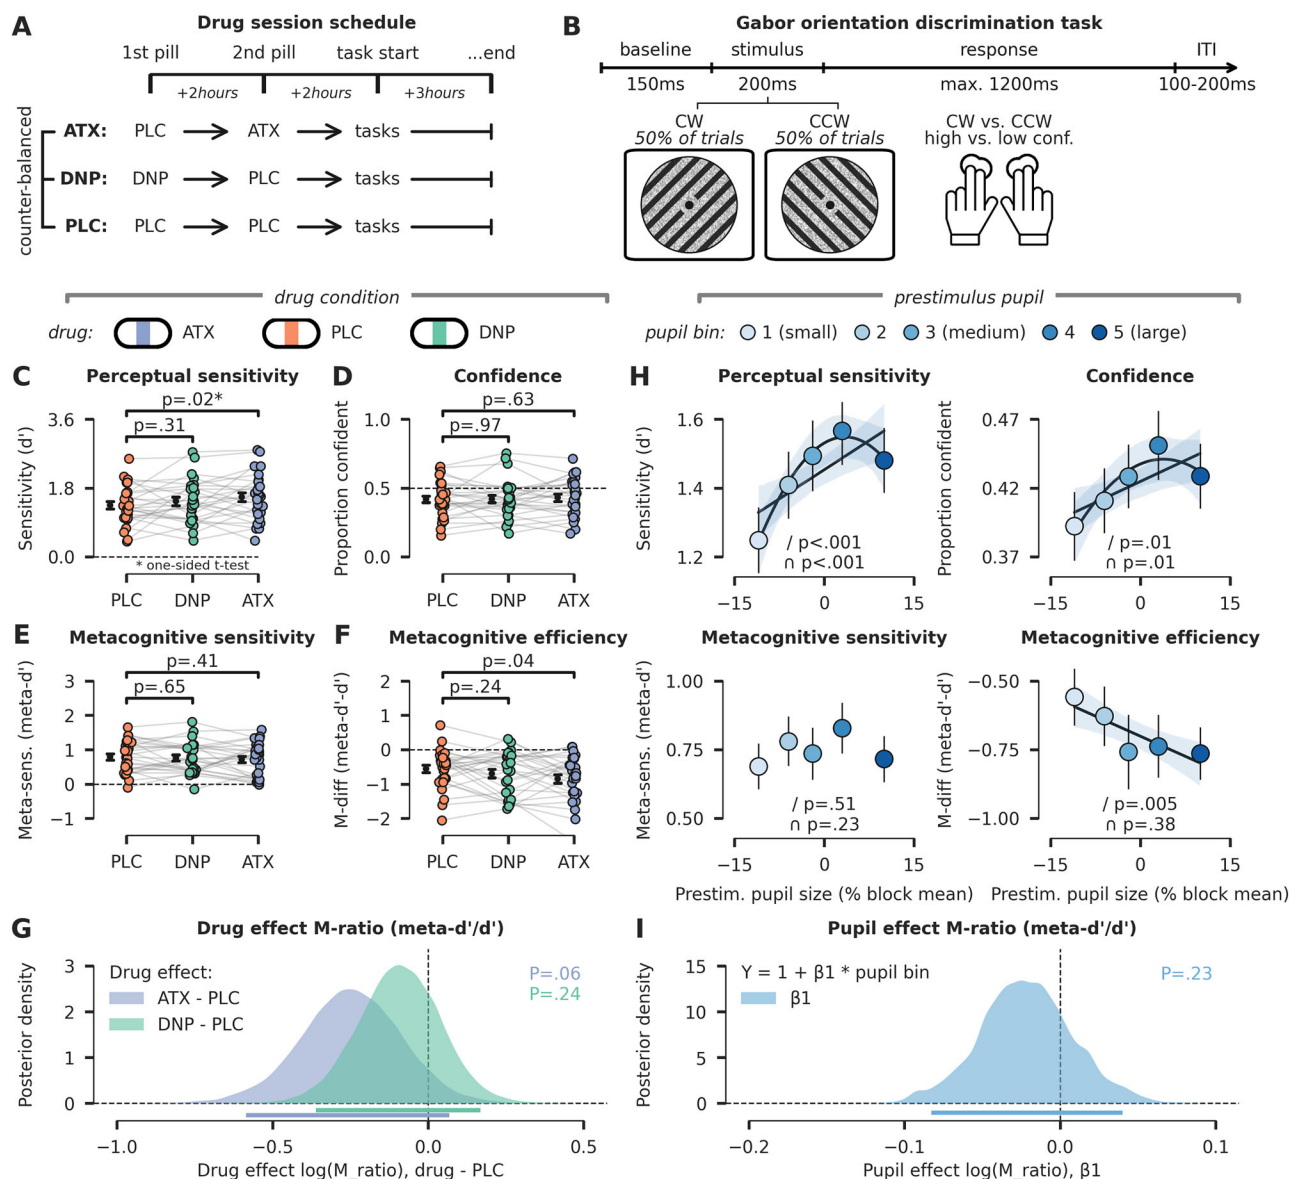 A
Drug session schedule
1st pill 2nd pill task start ...end
+2hours +2hours +3hours
counter-balanced
ATX: PLC ATX tasks
DNP: DNP PLC tasks
PLC: PLC PLC tasks
B
Gabor orientation discrimination task
baseline stimulus response ITI
150ms 200ms max. 1200ms 100-200ms
CW CCW CW vs. CCW
50% of trials 50% of trials high vs. low conf.
drug condition
drug: ATX PLC DNP
prestimulus pupil
pupil bin: 1 (small) 2 3 (medium) 4 5 (large)
C
Perceptual sensitivity
Sensitivity (d')
3.6
1.8
0.0
p=.02*
p=.31
* one-sided t-test
PLC DNP ATX
D
Confidence
Proportion confident
1.0
0.5
0.0
p=.63
p=.97
PLC DNP ATX
E
Metacognitive sensitivity
Meta-sens. (meta-d')
3
2
1
0
−1
p=.41
p=.65
PLC DNP ATX
F
Metacognitive efficiency
M-diff (meta-d'-d')
2
1
0
−1
−2
p=.04
p=.24
PLC DNP ATX
H
Perceptual sensitivity
Sensitivity (d')
1.6
1.4
1.2
/ p<.001
∩ p<.001
−15 0 15
Confidence
Proportion confident
0.47
0.42
0.37
/ p=.01
∩ p=.01
−15 0 15
Metacognitive sensitivity
Meta-sens. (meta-d')
1.00
0.75
0.50
/ p=.51
∩ p=.23
−15 0 15
Prestim. pupil size (% block mean)
Metacognitive efficiency
M-diff (meta-d'-d')
−0.50
−0.75
−1.00
/ p=.005
∩ p=.38
−15 0 15
Prestim. pupil size (% block mean)
G
Drug effect M-ratio (meta-d'/d')
Posterior density
3
2
1
0
Drug effect:
ATX - PLC
DNP - PLC
P=.06
P=.24
−1.0 −0.5 0.0 0.5
Drug effect log(M_ratio), drug - PLC
I
Pupil effect M-ratio (meta-d'/d')
Posterior density
15
10
5
0
Y = 1 + β1 * pupil bin
β1
P=.23
−0.2 −0.1 0.0 0.1
Pupil effect log(M_ratio), β1